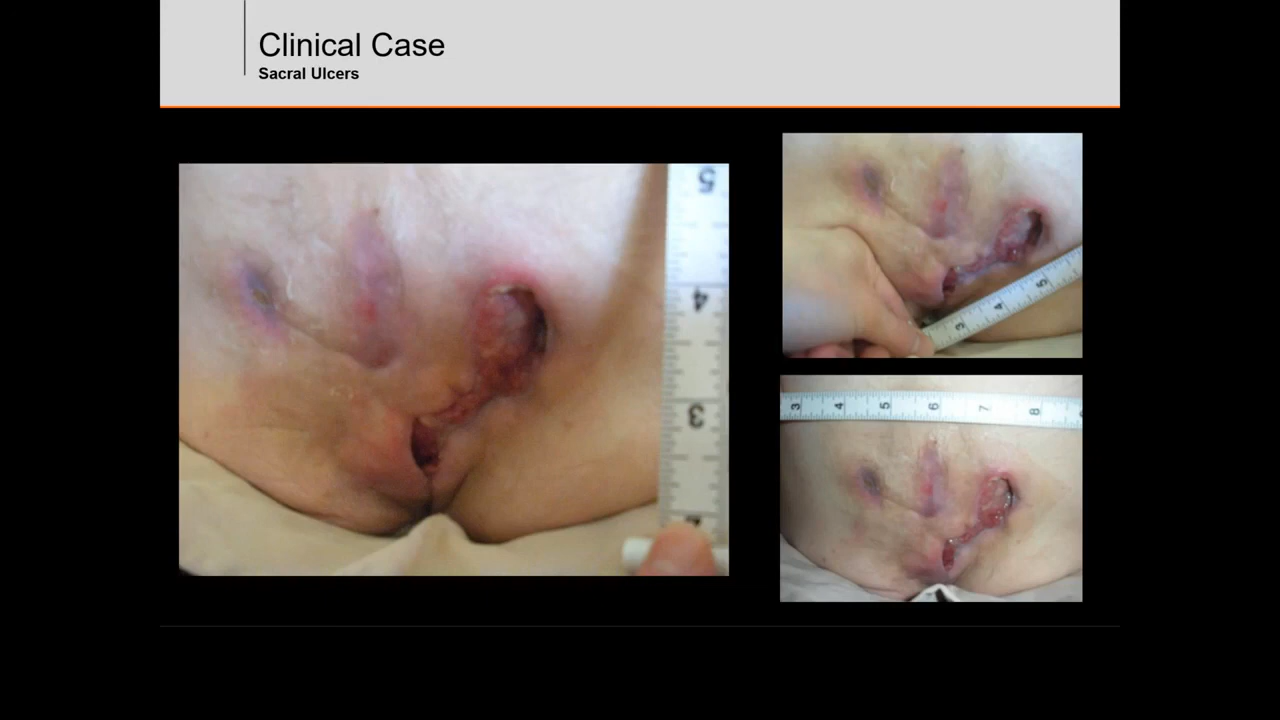 Clinical Case
Sacral Ulcers
5
4
3
3 4 5
3 4 5 6 7 8